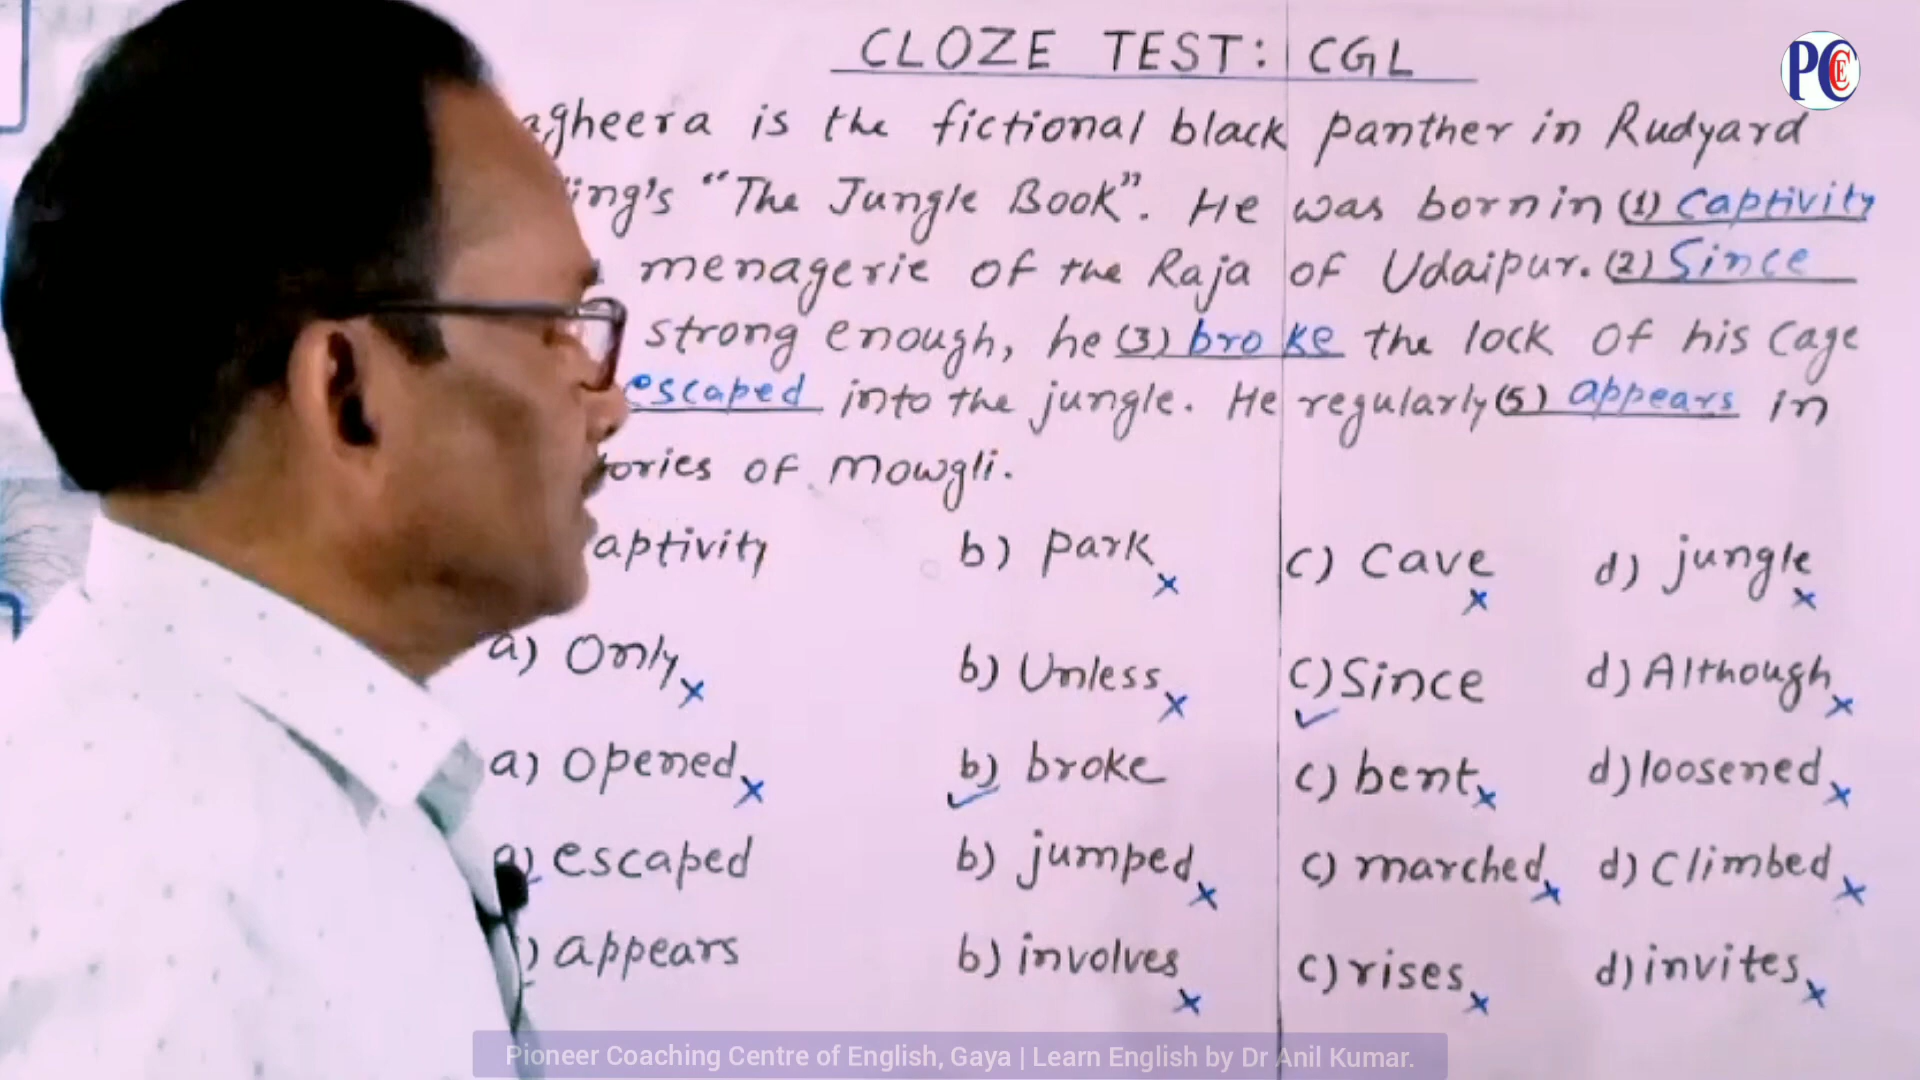 CLOZE TEST: CGL
PCEC
agheera is the fictional black panther in Rudyard
ing's "The Jungle Book". He was born in (1) Captivity
menagerie of the Raja of Udaipur. (2) Since
strong enough, he (3) broke the lock of his Cage
escaped into the jungle. He regularly (5) appears in
tories of Mowgli.
aptivity b) Park x c) Cave x d) jungle x
a) Only x b) Unless x c) Since ✓ d) Although x
a) Opened x b) broke ✓ c) bent x d) loosened x
a) escaped b) jumped x c) marched x d) Climbed x
) appears b) involves x c) rises x d) invites x
Pioneer Coaching Centre of English, Gaya | Learn English by Dr Anil Kumar.